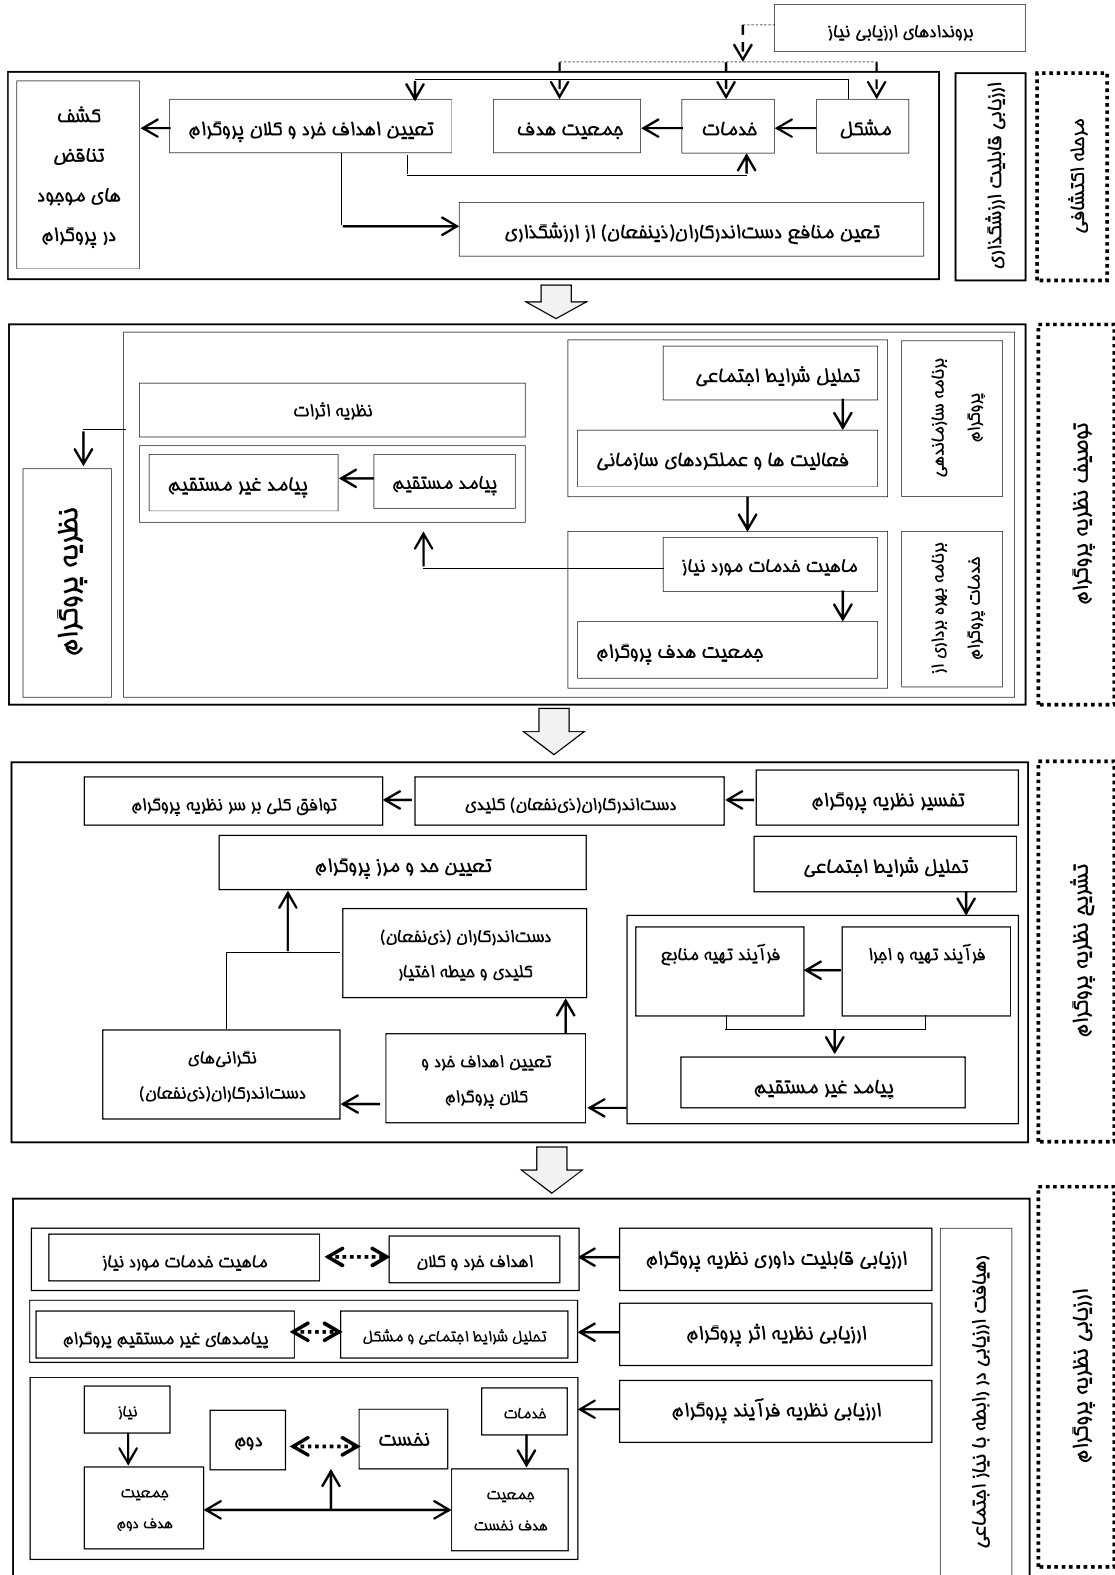 بروندادهای ارزیابی نیاز
مرحله اکتشافی
ارزیابی قابلیت ارزشگذاری
مشکل
خدمات
جمعیت هدف
تعیین اهداف خرد و کلان پروگرام
کشف
تناقض
های موجود
در پروگرام
تعین منافع دست‌اندرکاران(ذینفعان) از ارزشگذاری
توصیف نظریه پروگرام
برنامه سازماندهی
پروگرام
تحلیل شرایط اجتماعی
فعالیت ها و عملکردهای سازمانی
نظریه اثرات
پیامد مستقیم
پیامد غیر مستقیم
نظریه پروگرام
برنامه بهره برداری از
خدمات پروگرام
ماهیت خدمات مورد نیاز
جمعیت هدف پروگرام
تشریح نظریه پروگرام
تفسیر نظریه پروگرام
دست‌اندرکاران(ذی‌نفعان) کلیدی
توافق کلی بر سر نظریه پروگرام
تحلیل شرایط اجتماعی
تعیین حد و مرز پروگرام
فرآیند تهیه و اجرا
فرآیند تهیه منابع
دست‌اندرکاران (ذی‌نفعان)
کلیدی و حیطه اختیار
پیامد غیر مستقیم
تعیین اهداف خرد و
کلان پروگرام
نگرانی‌های
دست‌اندرکاران(ذی‌نفعان)
ارزیابی نظریه پروگرام
رهیافت ارزیابی در رابطه با نیاز اجتماعی
ارزیابی قابلیت داوری نظریه پروگرام
اهداف خرد و کلان
ماهیت خدمات مورد نیاز
ارزیابی نظریه اثر پروگرام
تحلیل شرایط اجتماعی و مشکل
پیامدهای غیر مستقیم پروگرام
ارزیابی نظریه فرآیند پروگرام
خدمات
نیاز
نخست
دوم
جمعیت
هدف نخست
جمعیت
هدف دوم